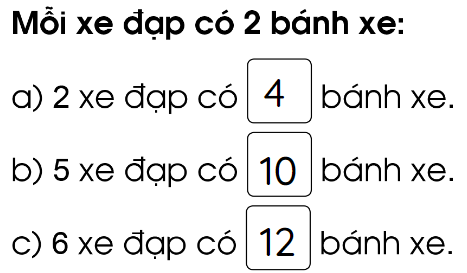 Mỗi xe đạp có 2 bánh xe:
a) 2 xe đạp có 4 bánh xe.
b) 5 xe đạp có 10 bánh xe.
c) 6 xe đạp có 12 bánh xe.